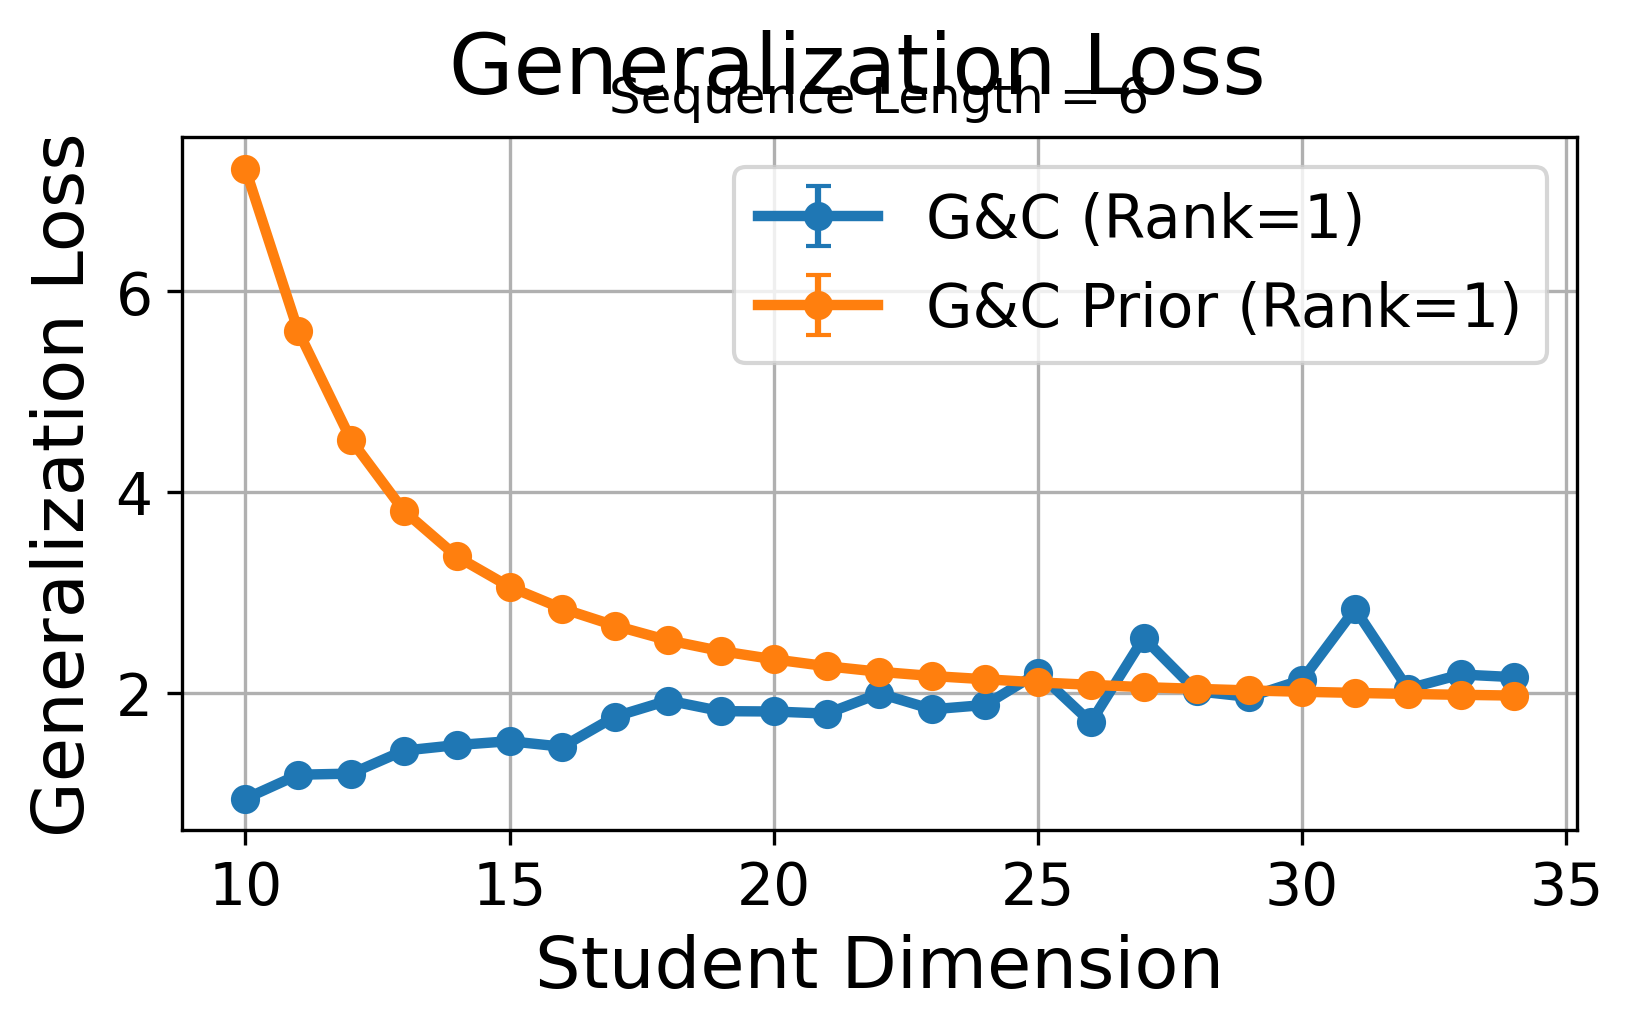 Generalization Loss
Sequence Length = 6
Generalization Loss
6
4
2
G&C (Rank=1)
G&C Prior (Rank=1)
10 15 20 25 30 35
Student Dimension